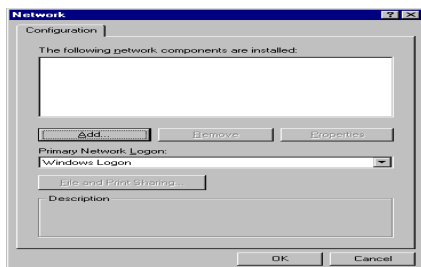 Network
Configuration
The following network components are installed:
Add... Remove Properties
Primary Network Logon:
Windows Logon
File and Print Sharing...
Description
OK Cancel